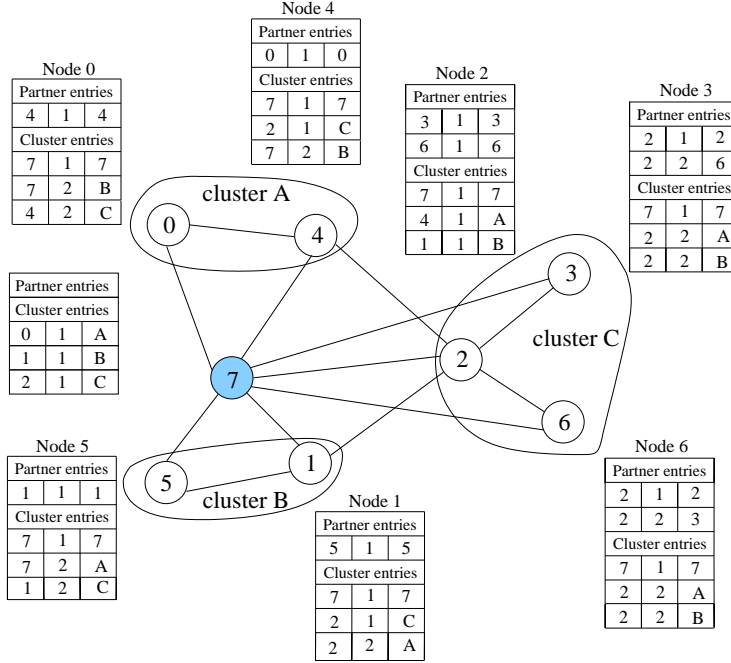 Node 4
Partner entries
0 1 0
Cluster entries
7 1 7
2 1 C
7 2 B
Node 0
Partner entries
4 1 4
Cluster entries
7 1 7
7 2 B
4 2 C
Node 2
Partner entries
3 1 3
6 1 6
Cluster entries
7 1 7
4 1 A
1 1 B
Node 3
Partner entries
2 1 2
2 2 6
Cluster entries
7 1 7
2 2 A
2 2 B
cluster A
0
4
3
cluster C
2
7
6
Partner entries
Cluster entries
0 1 A
1 1 B
2 1 C
1
5
cluster B
Node 5
Partner entries
1 1 1
Cluster entries
7 1 7
7 2 A
1 2 C
Node 1
Partner entries
5 1 5
Cluster entries
7 1 7
2 1 C
2 2 A
Node 6
Partner entries
2 1 2
2 2 3
Cluster entries
7 1 7
2 2 A
2 2 B